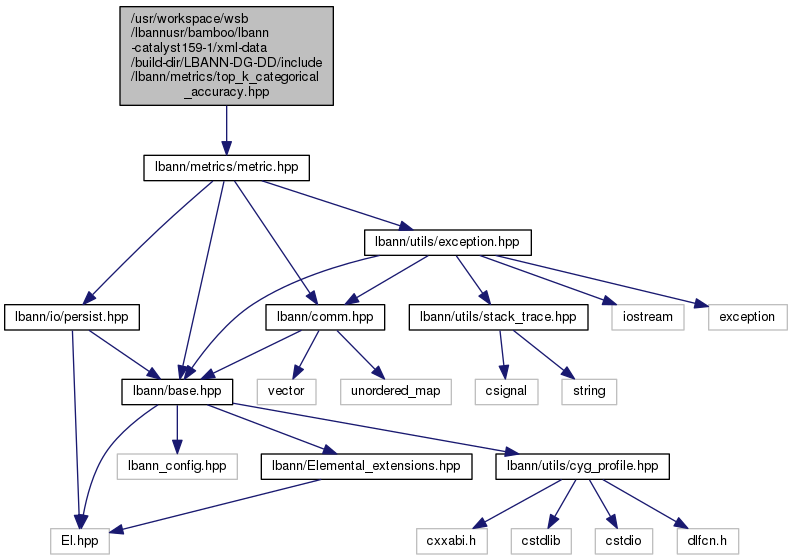 /usr/workspace/wsb
/lbannusr/bamboo/lbann
-catalyst159-1/xml-data
/build-dir/LBANN-DG-DD/include
/lbann/metrics/top_k_categorical
_accuracy.hpp
lbann/metrics/metric.hpp
lbann/utils/exception.hpp
lbann/io/persist.hpp
lbann/comm.hpp
lbann/utils/stack_trace.hpp
iostream
exception
lbann/base.hpp
vector
unordered_map
csignal
string
lbann_config.hpp
lbann/Elemental_extensions.hpp
lbann/utils/cyg_profile.hpp
El.hpp
cxxabi.h
cstdlib
cstdio
dlfcn.h